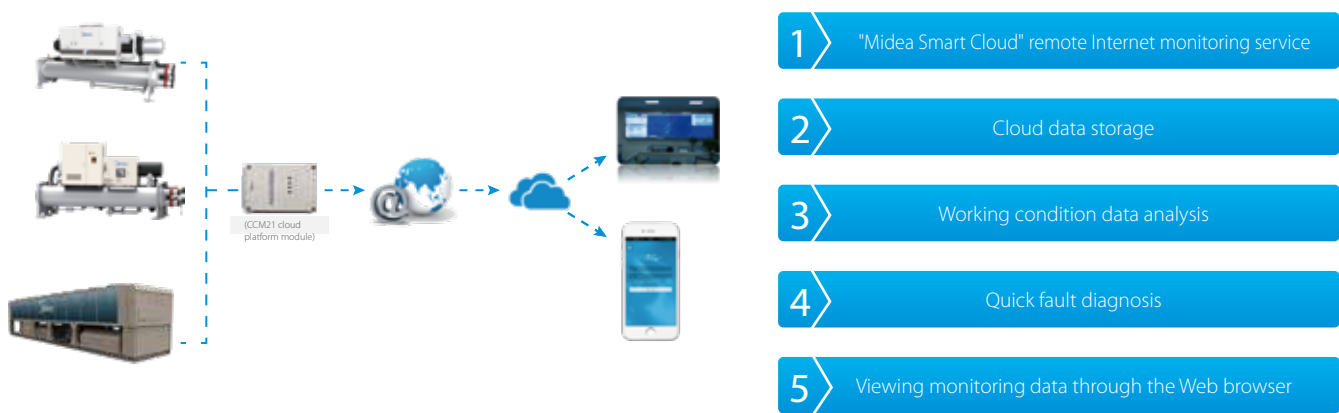 (CCM21 cloud
platform module)
1
"Midea Smart Cloud" remote Internet monitoring service
2
Cloud data storage
3
Working condition data analysis
4
Quick fault diagnosis
5
Viewing monitoring data through the Web browser